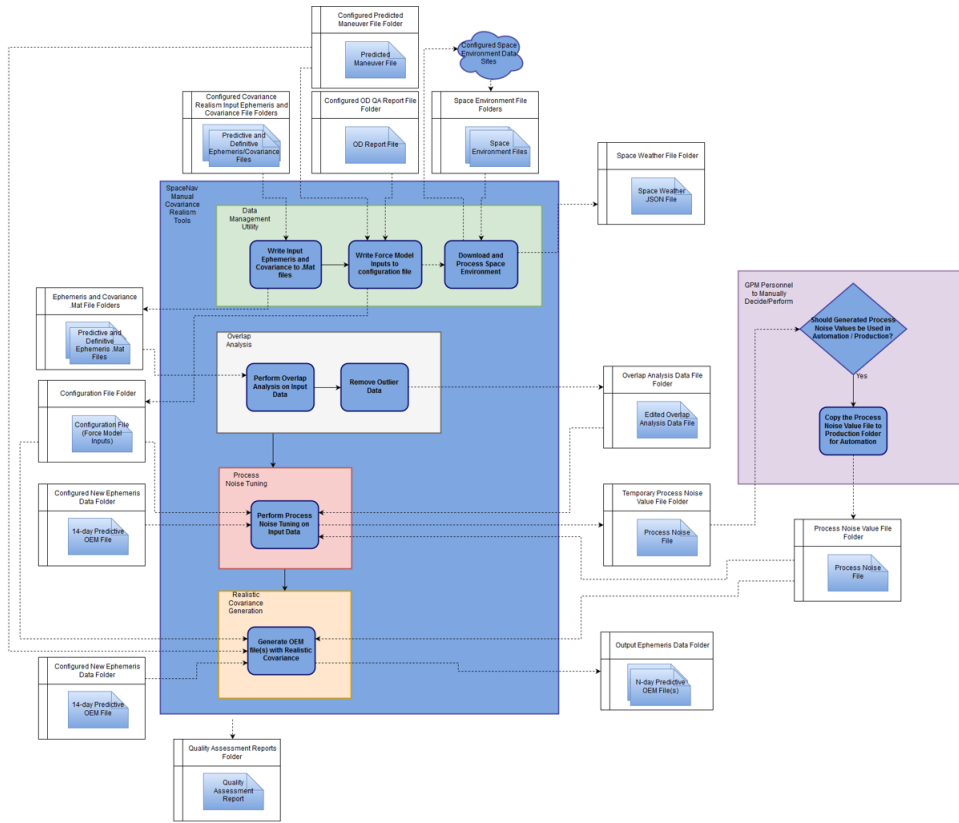 Configured Predicted
Maneuver File Folder
Predicted
Maneuver File
Configured Space
Environment Data
Sites
Configured Covariance
Realism Input Ephemeris and
Covariance File Folders
Predictive and
Definitive
Ephemeris/Covariance
Files
Configured OD QA Report File
Folder
OD Report File
Space Environment File
Folders
Space
Environment Files
Space Weather File Folder
Space Weather
JSON File
SpaceNav
Manual
Covariance
Realism
Tools
Data
Management
Utility
Write Input
Ephemeris and
Covariance to .Mat
files
Write Force Model
Inputs to
configuration file
Download and
Process Space
Environment
GPM Personnel
to Manually
Decide/Perform
Should Generated Process
Noise Values be Used in
Automation / Production?
Yes
Copy the Process
Noise Value File to
Production Folder
for Automation
Ephemeris and Covariance
.Mat File Folders
Predictive and
Definitive
Ephemeris .Mat
Files
Overlap
Analysis
Perform Overlap
Analysis on Input
Data
Remove Outlier
Data
Overlap Analysis Data File
Folder
Edited Overlap
Analysis Data File
Configuration File Folder
Configuration File
(Force Model
Inputs)
Process
Noise Tuning
Perform Process
Noise Tuning on
Input Data
Configured New Ephemeris
Data Folder
14-day Predictive
OEM File
Temporary Process Noise
Value File Folder
Process Noise
File
Process Noise Value File
Folder
Process Noise
File
Realistic
Covariance
Generation
Generate OEM
file(s) with Realistic
Covariance
Configured New Ephemeris
Data Folder
14-day Predictive
OEM File
Output Ephemeris Data Folder
N-day Predictive
OEM File(s)
Quality Assessment Reports
Folder
Quality
Assessment
Report